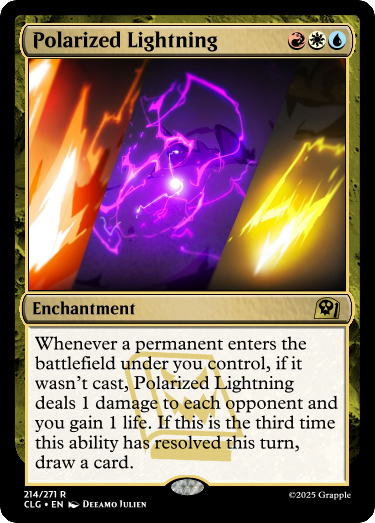 Polarized Lightning
Enchantment
Whenever a permanent enters the
battlefield under you control, if it
wasn't cast, Polarized Lightning
deals 1 damage to each opponent and
you gain 1 life. If this is the third time
this ability has resolved this turn,
draw a card.
214/271 R
CLG • EN Deeamo Julien
©2025 Grapple